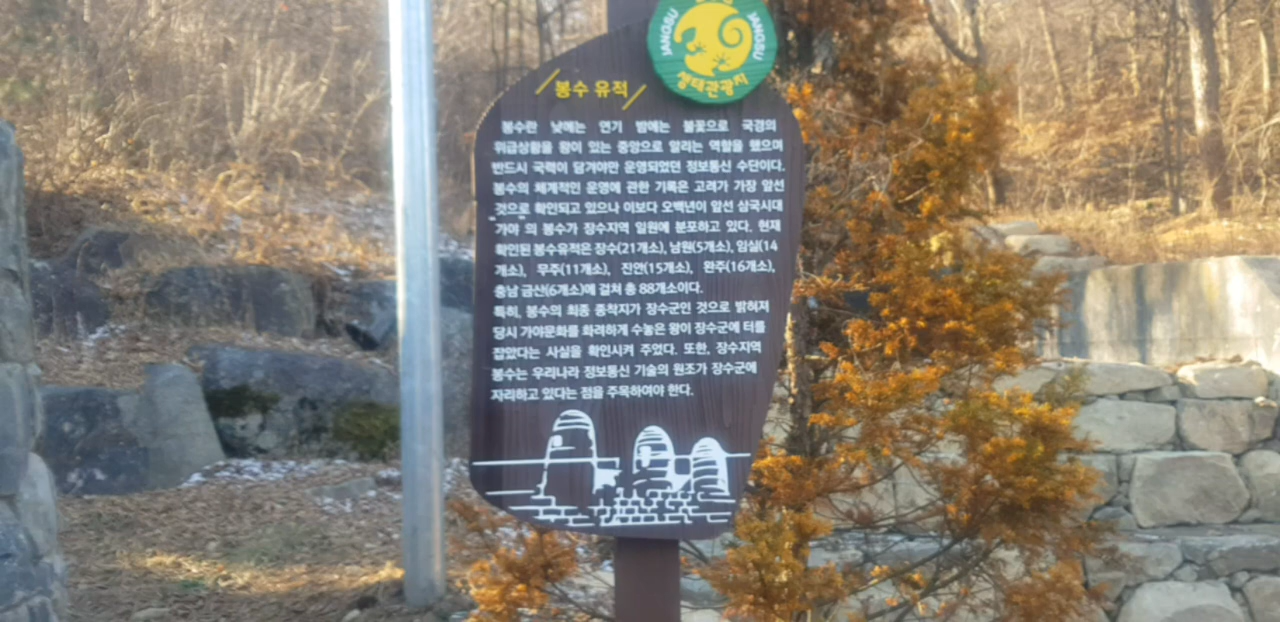 JANGSU
JANGSU
생태관광지
봉수 유적
봉수란 낮에는 연기 밤에는 불꽃으로 국경의
위급상황을 왕이 있는 중앙으로 알리는 역할을 했으며
반드시 국력이 담겨야만 운영되었던 정보통신 수단이다.
봉수의 체계적인 운영에 관한 기록은 고려가 가장 앞선
것으로 확인되고 있으나 이보다 오백년이 앞선 삼국시대
"가야"의 봉수가 장수지역 일원에 분포하고 있다. 현재
확인된 봉수유적은 장수(21개소), 남원(5개소), 임실(14
개소), 무주(11개소), 진안(15개소), 완주(16개소),
충남 금산(6개소)에 걸쳐 총 88개소이다.
특히, 봉수의 최종 종착지가 장수군인 것으로 밝혀져
당시 가야문화를 화려하게 수놓은 왕이 장수군에 터를
잡았다는 사실을 확인시켜 주었다. 또한, 장수지역
봉수는 우리나라 정보통신 기술의 원조가 장수군에
자리하고 있다는 점을 주목하여야 한다.